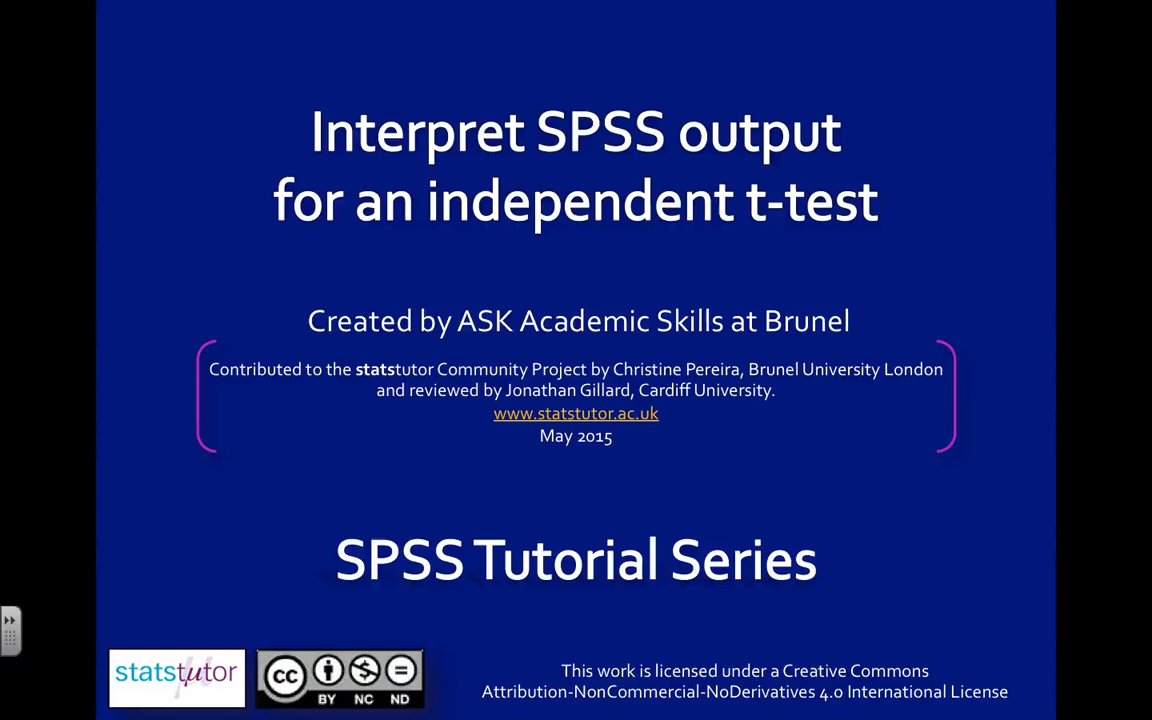 Interpret SPSS output
for an independent t-test
Created by ASK Academic Skills at Brunel
Contributed to the statstutor Community Project by Christine Pereira, Brunel University London
and reviewed by Jonathan Gillard, Cardiff University.
www.statstutor.ac.uk
May 2015
SPSS Tutorial Series
statstutor
cc BY NC ND
This work is licensed under a Creative Commons
Attribution-NonCommercial-NoDerivatives 4.0 International License